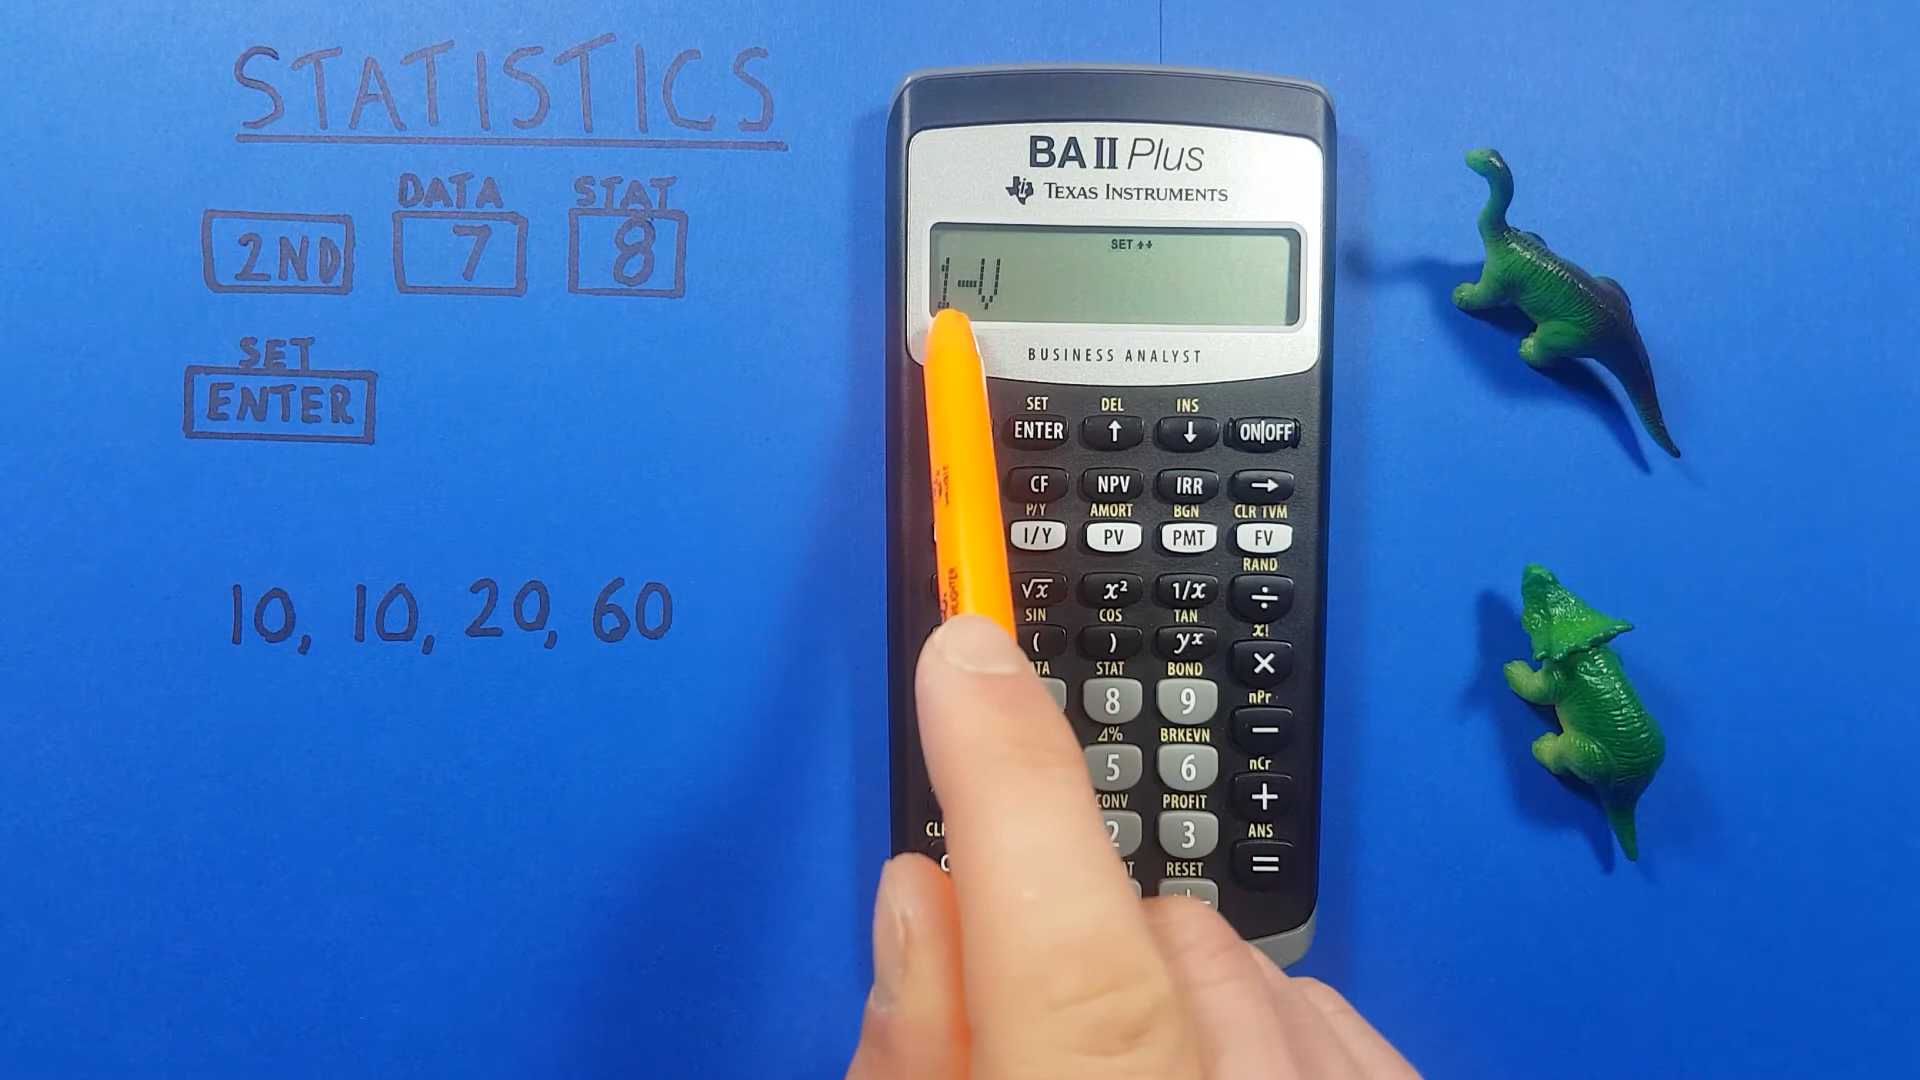 STATISTICS
DATA STAT
2ND 7 8
SET
ENTER
10, 10, 20, 60
BA II Plus
TEXAS INSTRUMENTS
SET
1-V
BUSINESS ANALYST
SET DEL INS
ENTER ↑ ↓ ON|OFF
CF NPV IRR →
P/Y AMORT BGN CLR TVM
I/Y PV PMT FV
RAND
√x x² 1/x ÷
SIN COS TAN x!
( ) yˣ ×
STAT BOND nPr
8 9 −
Δ% BRKEVN nCr
5 6 +
PROFIT ANS
2 3 =
RESET